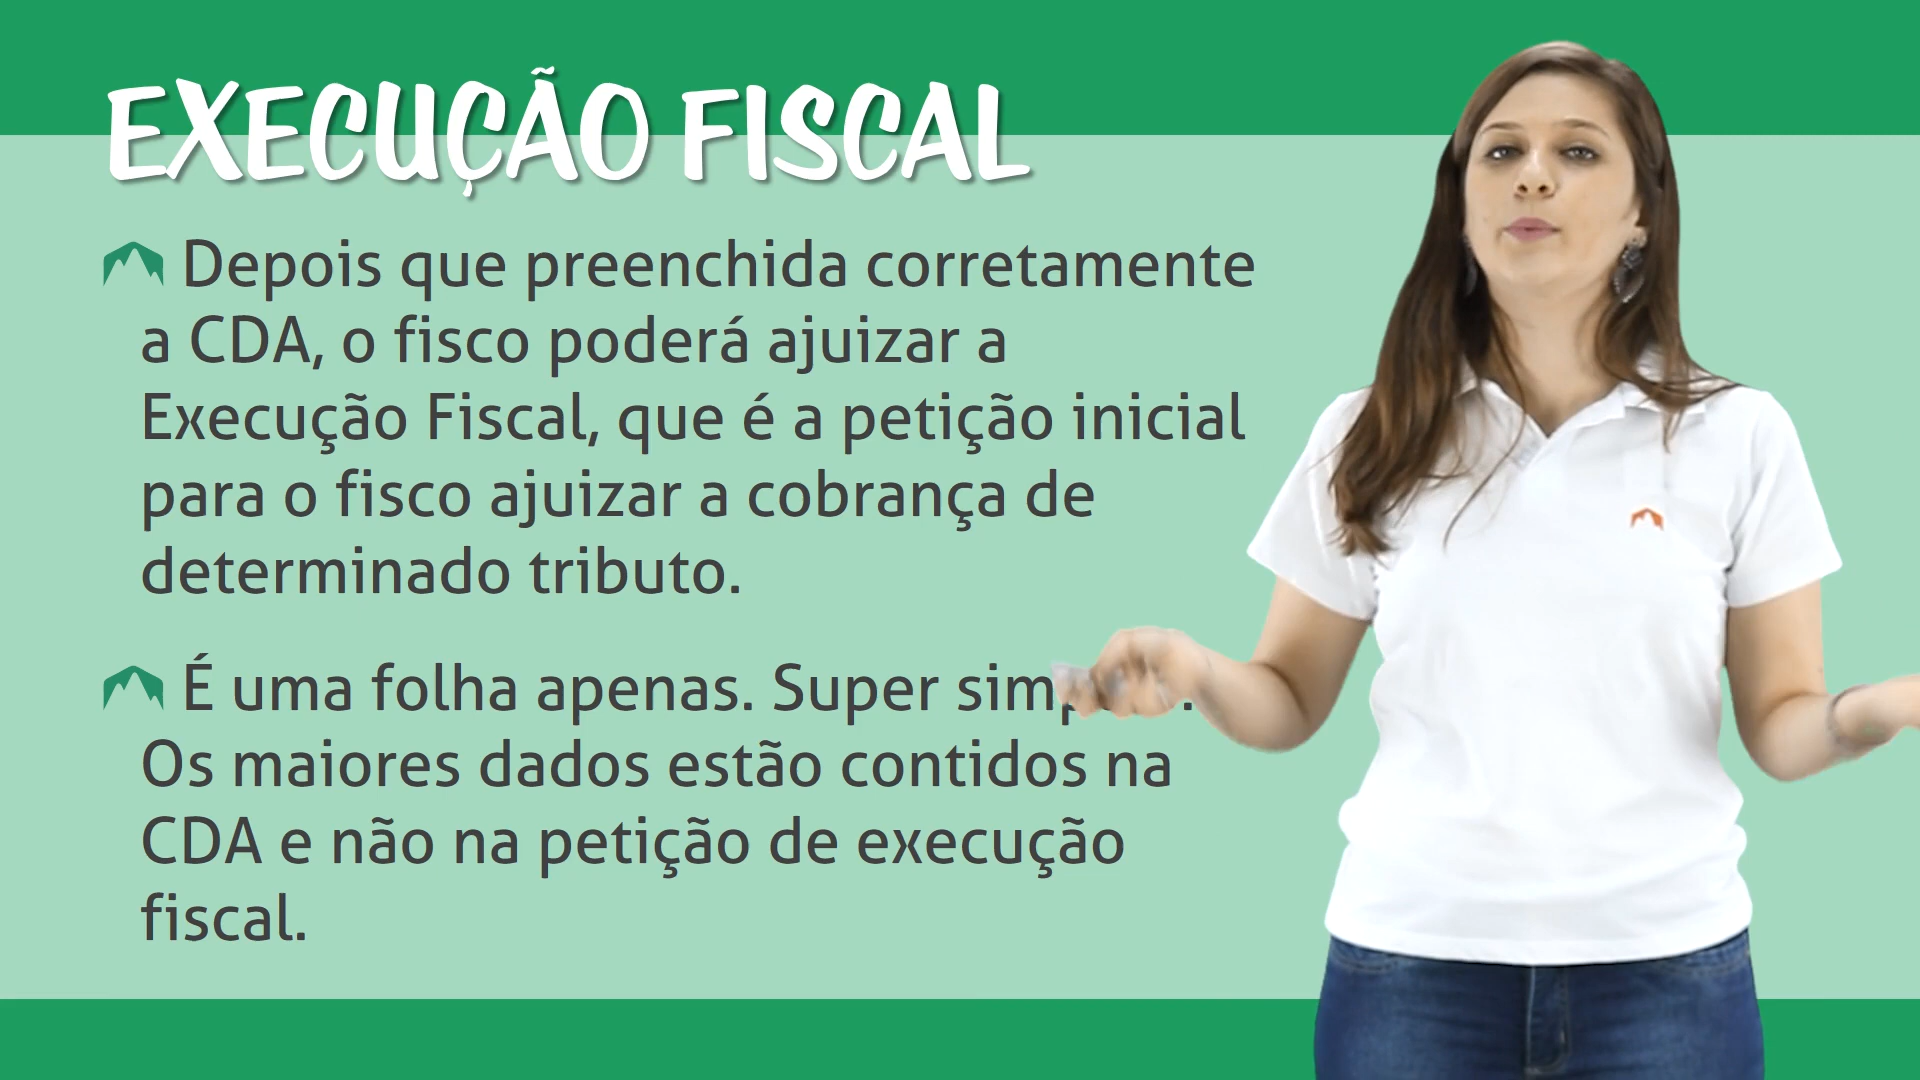 EXECUÇÃO FISCAL
Depois que preenchida corretamente
a CDA, o fisco poderá ajuizar a
Execução Fiscal, que é a petição inicial
para o fisco ajuizar a cobrança de
determinado tributo.
É uma folha apenas. Super
Os maiores dados estão contidos na
CDA e não na petição de execução
fiscal.